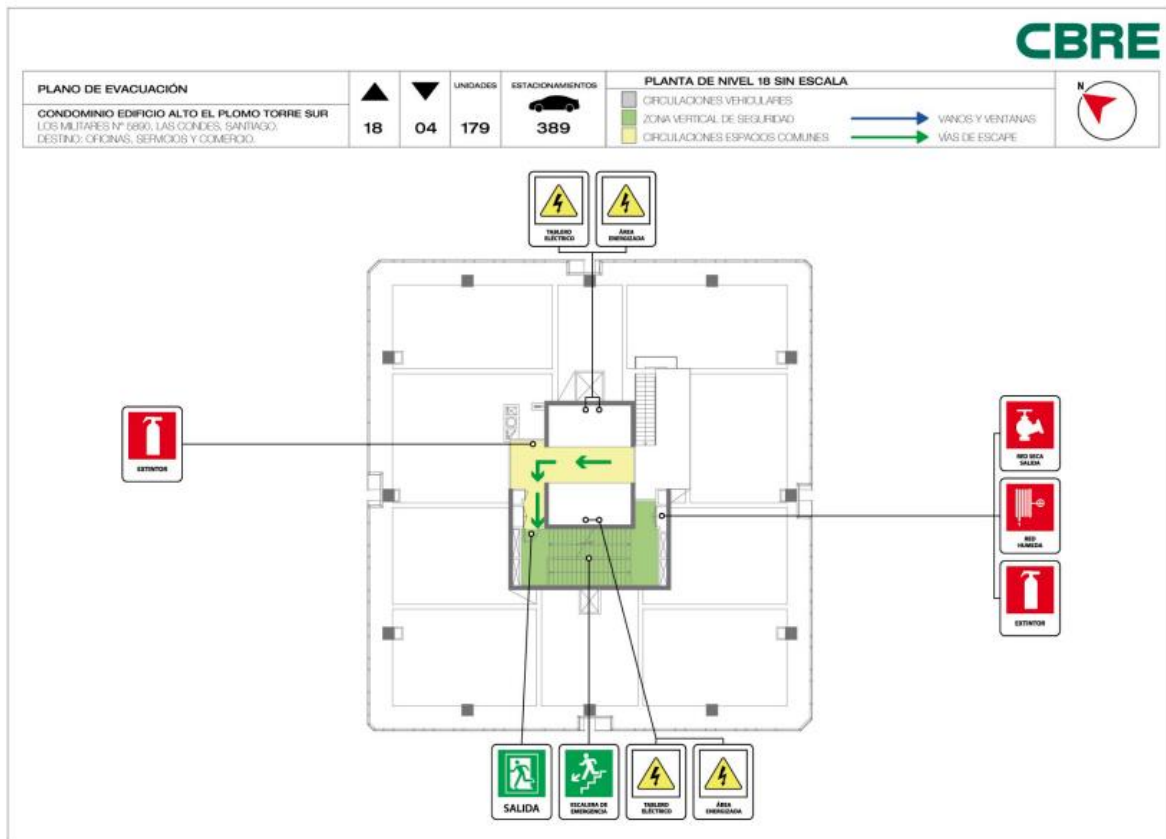 CBRE
PLANO DE EVACUACIÓN
CONDOMINIO EDIFICIO ALTO EL PLOMO TORRE SUR
LOS MILITARES Nº 5890, LAS CONDES, SANTIAGO.
DESTINO: OFICINAS, SERVICIOS Y COMERCIO.
18
04
UNIDADES
179
ESTACIONAMIENTOS
389
PLANTA DE NIVEL 18 SIN ESCALA
CIRCULACIONES VEHICULARES
ZONA VERTICAL DE SEGURIDAD
CIRCULACIONES ESPACIOS COMUNES
VANOS Y VENTANAS
VÍAS DE ESCAPE
N
TABLERO
ELÉCTRICO
ÁREA
ENERGIZADA
EXTINTOR
RED SECA
SALIDA
RED
HUMEDA
EXTINTOR
SALIDA
ESCALERA DE
EMERGENCIA
TABLERO
ELÉCTRICO
ÁREA
ENERGIZADA